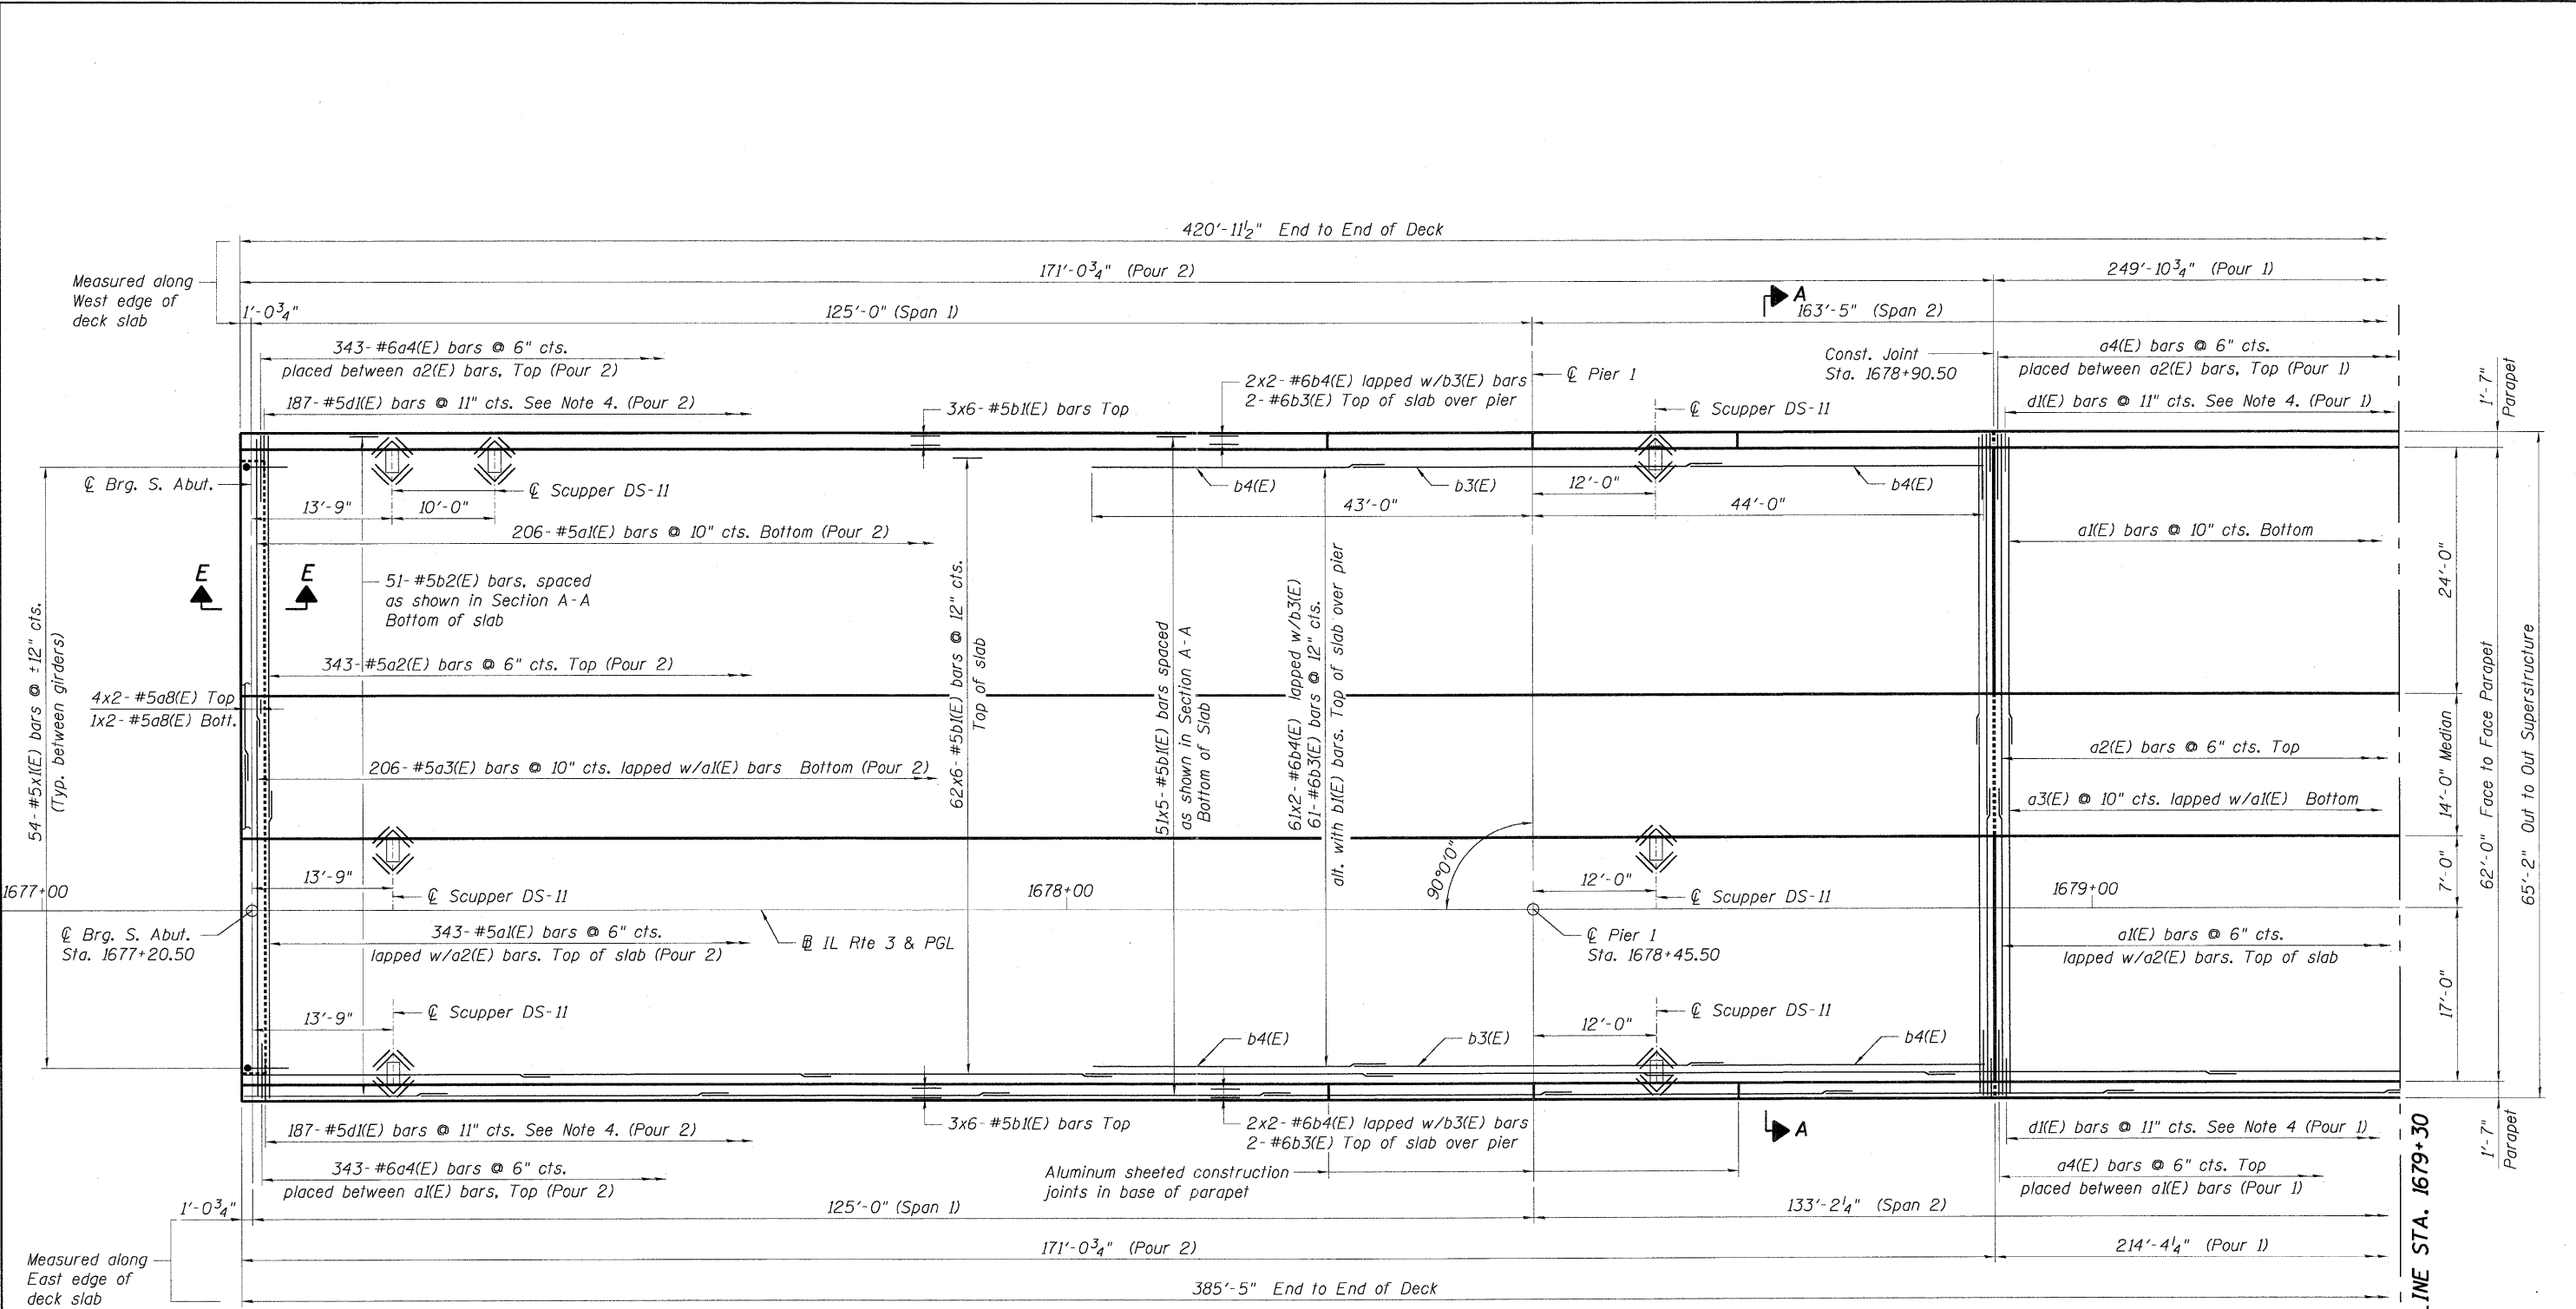 420'-11½" End to End of Deck
171'-0¾" (Pour 2)
249'-10¾" (Pour 1)
Measured along
West edge of
deck slab
1'-0¾"
125'-0" (Span 1)
A
163'-5" (Span 2)
343- #6a4(E) bars @ 6" cts.
placed between a2(E) bars, Top (Pour 2)
187- #5d1(E) bars @ 11" cts. See Note 4. (Pour 2)
3x6- #5b1(E) bars Top
2x2- #6b4(E) lapped w/b3(E) bars
2- #6b3(E) Top of slab over pier
℄ Pier 1
℄ Scupper DS-11
Const. Joint
Sta. 1678+90.50
a4(E) bars @ 6" cts.
placed between a2(E) bars, Top (Pour 1)
d1(E) bars @ 11" cts. See Note 4. (Pour 1)
1'-7"
Parapet
℄ Brg. S. Abut.
13'-9"
10'-0"
℄ Scupper DS-11
b4(E)
b3(E)
12'-0"
b4(E)
43'-0"
44'-0"
206- #5a1(E) bars @ 10" cts. Bottom (Pour 2)
a1(E) bars @ 10" cts. Bottom
24'-0"
E
E
51- #5b2(E) bars, spaced
as shown in Section A-A
Bottom of slab
54- #5x1(E) bars @ ±12" cts.
(Typ. between girders)
343- #5a2(E) bars @ 6" cts. Top (Pour 2)
4x2- #5a8(E) Top
1x2- #5a8(E) Bott.
62x6- #5b1(E) bars @ 12" cts.
Top of slab
51x5- #5b1(E) bars spaced
as shown in Section A-A
Bottom of Slab
61x2- #6b4(E) lapped w/b3(E)
61- #6b3(E) bars @ 12" cts.
alt. with b1(E) bars. Top of slab over pier
206- #5a3(E) bars @ 10" cts. lapped w/a1(E) bars Bottom (Pour 2)
a2(E) bars @ 6" cts. Top
a3(E) @ 10" cts. lapped w/a1(E) Bottom
14'-0" Median
62'-0" Face to Face Parapet
65'-2" Out to Out Superstructure
1677+00
13'-9"
℄ Scupper DS-11
1678+00
90°0'0"
12'-0"
℄ Scupper DS-11
1679+00
7'-0"
℄ Brg. S. Abut.
Sta. 1677+20.50
343- #5a1(E) bars @ 6" cts.
lapped w/a2(E) bars. Top of slab (Pour 2)
℄ IL Rte 3 & PGL
℄ Pier 1
Sta. 1678+45.50
a1(E) bars @ 6" cts.
lapped w/a2(E) bars. Top of slab
17'-0"
13'-9"
℄ Scupper DS-11
12'-0"
℄ Scupper DS-11
b4(E)
b3(E)
b4(E)
187- #5d1(E) bars @ 11" cts. See Note 4. (Pour 2)
3x6- #5b1(E) bars Top
2x2- #6b4(E) lapped w/b3(E) bars
2- #6b3(E) Top of slab over pier
A
d1(E) bars @ 11" cts. See Note 4 (Pour 1)
1'-7"
Parapet
343- #6a4(E) bars @ 6" cts.
placed between a1(E) bars, Top (Pour 2)
Aluminum sheeted construction
joints in base of parapet
a4(E) bars @ 6" cts. Top
placed between a1(E) bars (Pour 1)
1'-0¾"
125'-0" (Span 1)
133'-2¼" (Span 2)
171'-0¾" (Pour 2)
214'-4¼" (Pour 1)
Measured along
East edge of
deck slab
385'-5" End to End of Deck
LINE STA. 1679+30